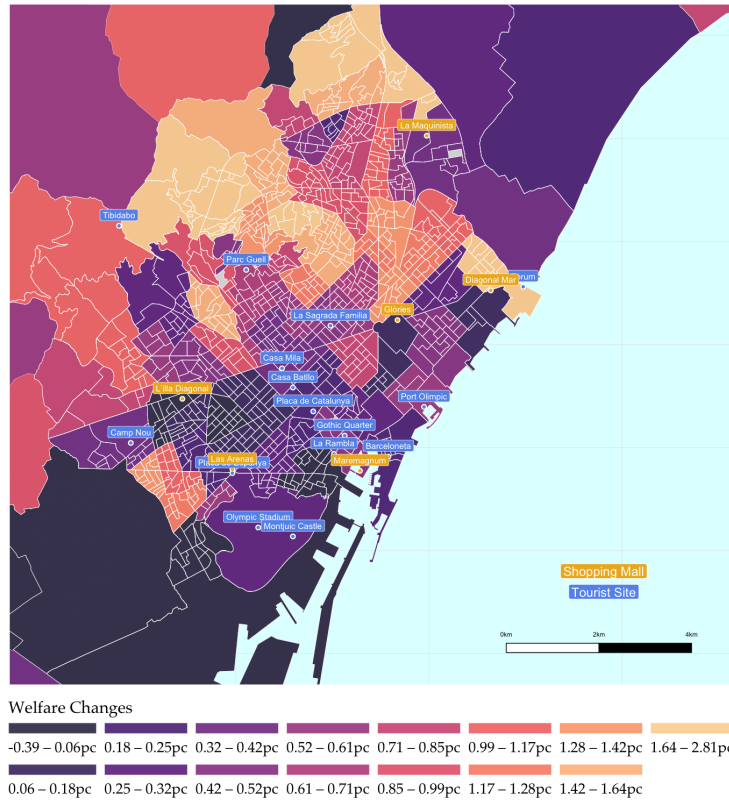 La Maquinista
Tibidabo
Parc Guell
Diagonal Mar
orum
Glories
La Sagrada Familia
Casa Mila
Casa Batllo
L'illa Diagonal
Placa de Catalunya
Port Olimpic
Gothic Quarter
Camp Nou
La Rambla
Barceloneta
Las Arenas
Maremagnum
Olympic Stadium
Montjuic Castle
Shopping Mall
Tourist Site
0km 2km 4km
Welfare Changes
-0.39 – 0.06pc 0.18 – 0.25pc 0.32 – 0.42pc 0.52 – 0.61pc 0.71 – 0.85pc 0.99 – 1.17pc 1.28 – 1.42pc 1.64 – 2.81pc
0.06 – 0.18pc 0.25 – 0.32pc 0.42 – 0.52pc 0.61 – 0.71pc 0.85 – 0.99pc 1.17 – 1.28pc 1.42 – 1.64pc